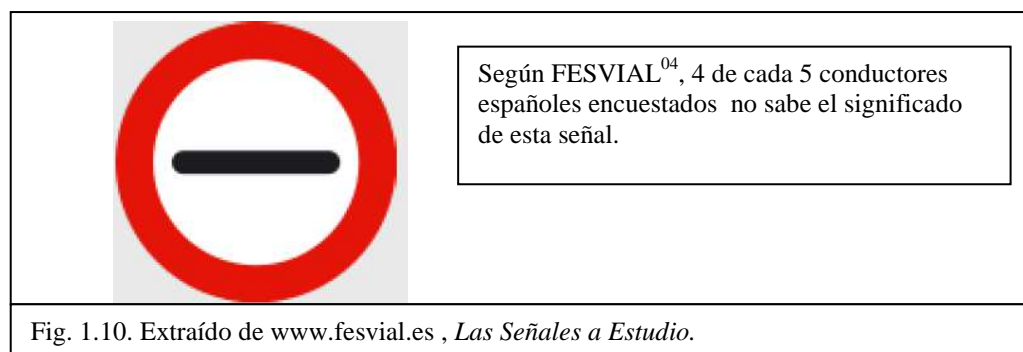 Según FESVIAL04, 4 de cada 5 conductores
españoles encuestados no sabe el significado
de esta señal.
Fig. 1.10. Extraído de www.fesvial.es , Las Señales a Estudio.